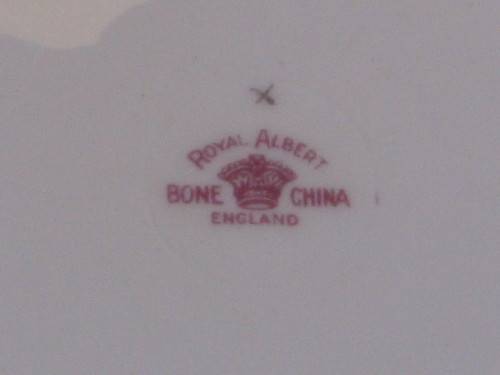 ROYAL ALBERT
BONE CHINA
ENGLAND